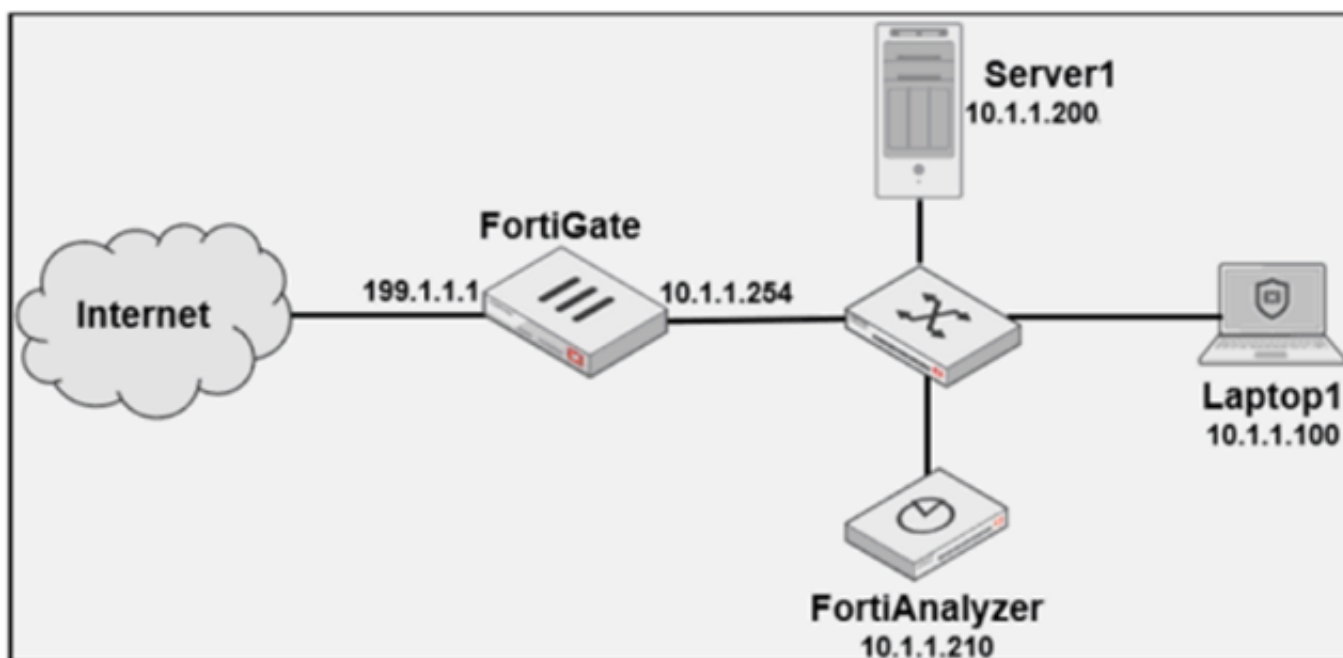 Server1
10.1.1.200
FortiGate
199.1.1.1
10.1.1.254
Internet
Laptop1
10.1.1.100
FortiAnalyzer
10.1.1.210